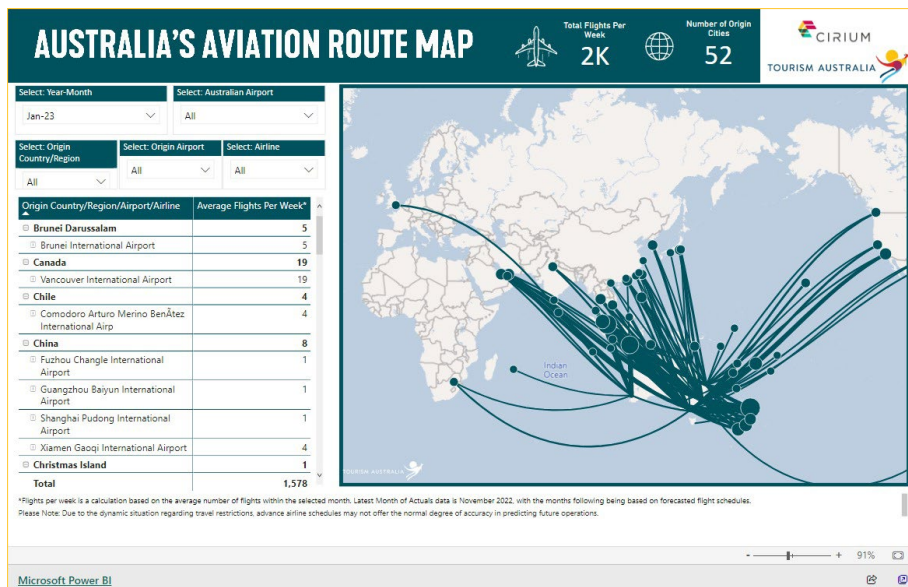 AUSTRALIA'S AVIATION ROUTE MAP
Total Flights Per
Week
2K
Number of Origin
Cities
52
CIRIUM
TOURISM AUSTRALIA
Select: Year-Month
Jan-23
Select: Australian Airport
All
Select: Origin
Country/Region
All
Select: Origin Airport
All
Select: Airline
All
Origin Country/Region/Airport/Airline Average Flights Per Week*
Brunei Darussalam 5
Brunei International Airport 5
Canada 19
Vancouver International Airport 19
Chile 4
Comodoro Arturo Merino BenÃtez 4
International Airp
China 8
Fuzhou Changle International 1
Airport
Guangzhou Baiyun International 1
Airport
Shanghai Pudong International 1
Airport
Xiamen Gaoqi International Airport 4
Christmas Island 1
Total 1,578
Indian
Ocean
TOURISM AUSTRALIA
*Flights per week is a calculation based on the average number of flights within the selected month. Latest Month of Actuals data is November 2022, with the months following being based on forecasted flight schedules.
Please Note: Due to the dynamic situation regarding travel restrictions, advance airline schedules may not offer the normal degree of accuracy in predicting future operations.
- + 91%
Microsoft Power BI